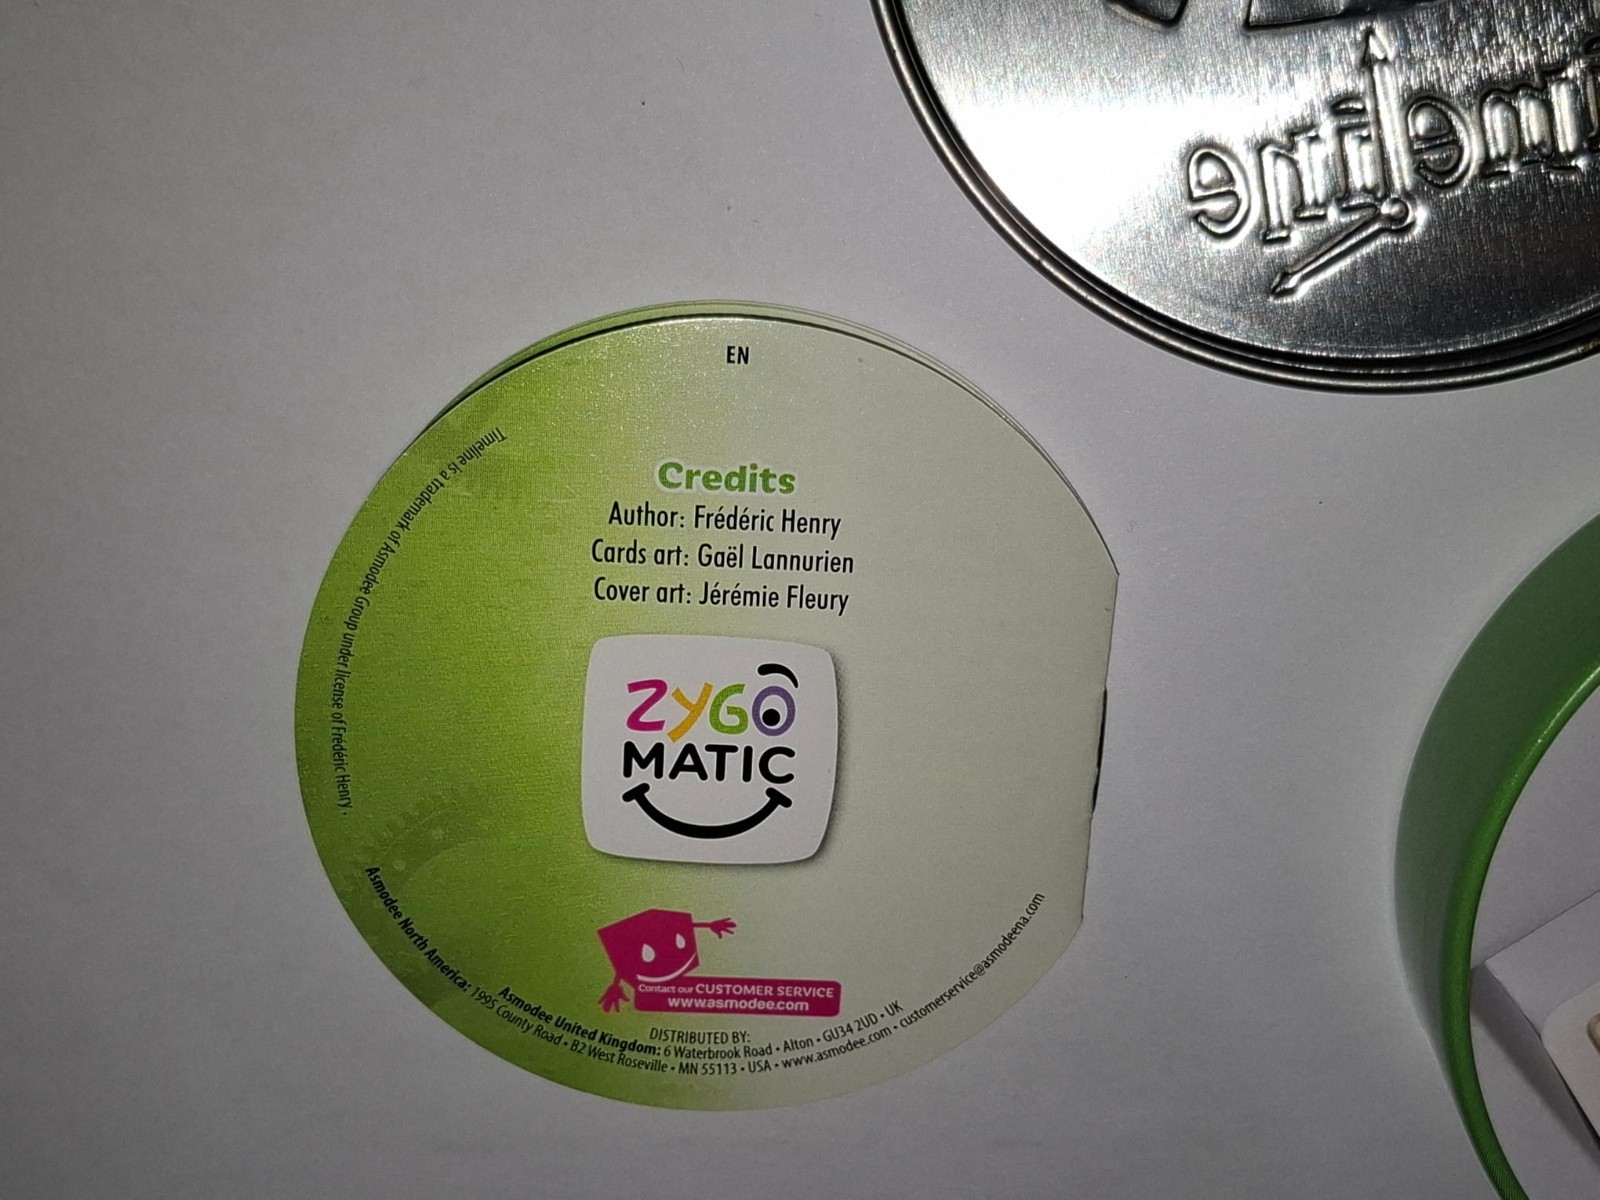 EN
Credits
Author: Frédéric Henry
Cards art: Gaël Lannurien
Cover art: Jérémie Fleury
ZYGO
MATIC
Contact our CUSTOMER SERVICE
www.asmodee.com
DISTRIBUTED BY:
Asmodee United Kingdom: 6 Waterbrook Road • Alton • GU34 2UD • UK
Asmodee North America: 1995 County Road • B2 West Roseville • MN 55113 • USA • www.asmodee.com • customerservice@asmodeena.com
Timeline is a trademark of Asmodee Group under license of Frédéric Henry.